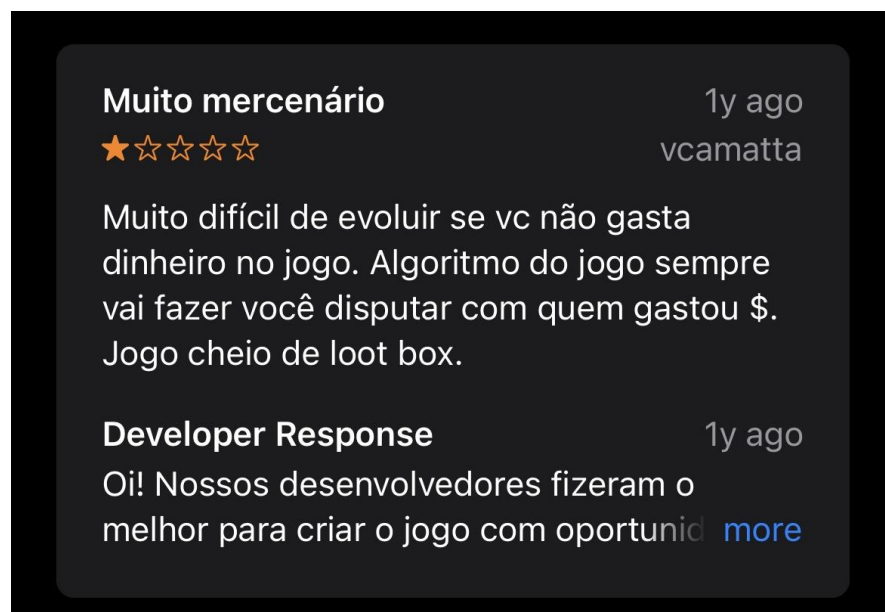 Muito mercenário 1y ago
★☆☆☆☆ vcamatta
Muito difícil de evoluir se vc não gasta
dinheiro no jogo. Algoritmo do jogo sempre
vai fazer você disputar com quem gastou $.
Jogo cheio de loot box.
Developer Response 1y ago
Oi! Nossos desenvolvedores fizeram o
melhor para criar o jogo com oportunid more